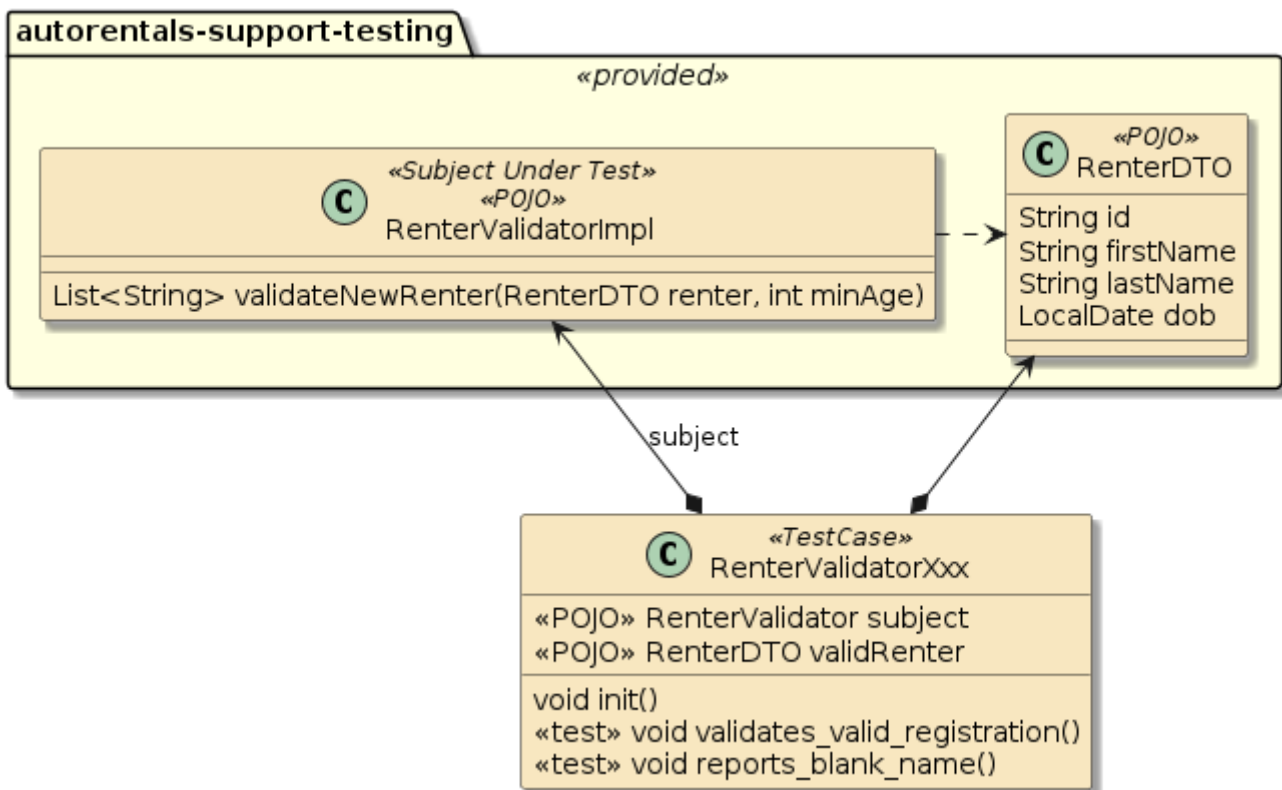 autorentals-support-testing
«provided»
«Subject Under Test»
«POJO»
C
RenterValidatorImpl
List<String> validateNewRenter(RenterDTO renter, int minAge)
«POJO»
C
RenterDTO
String id
String firstName
String lastName
LocalDate dob
subject
«TestCase»
C
RenterValidatorXxx
«POJO» RenterValidator subject
«POJO» RenterDTO validRenter
void init()
«test» void validates_valid_registration()
«test» void reports_blank_name()